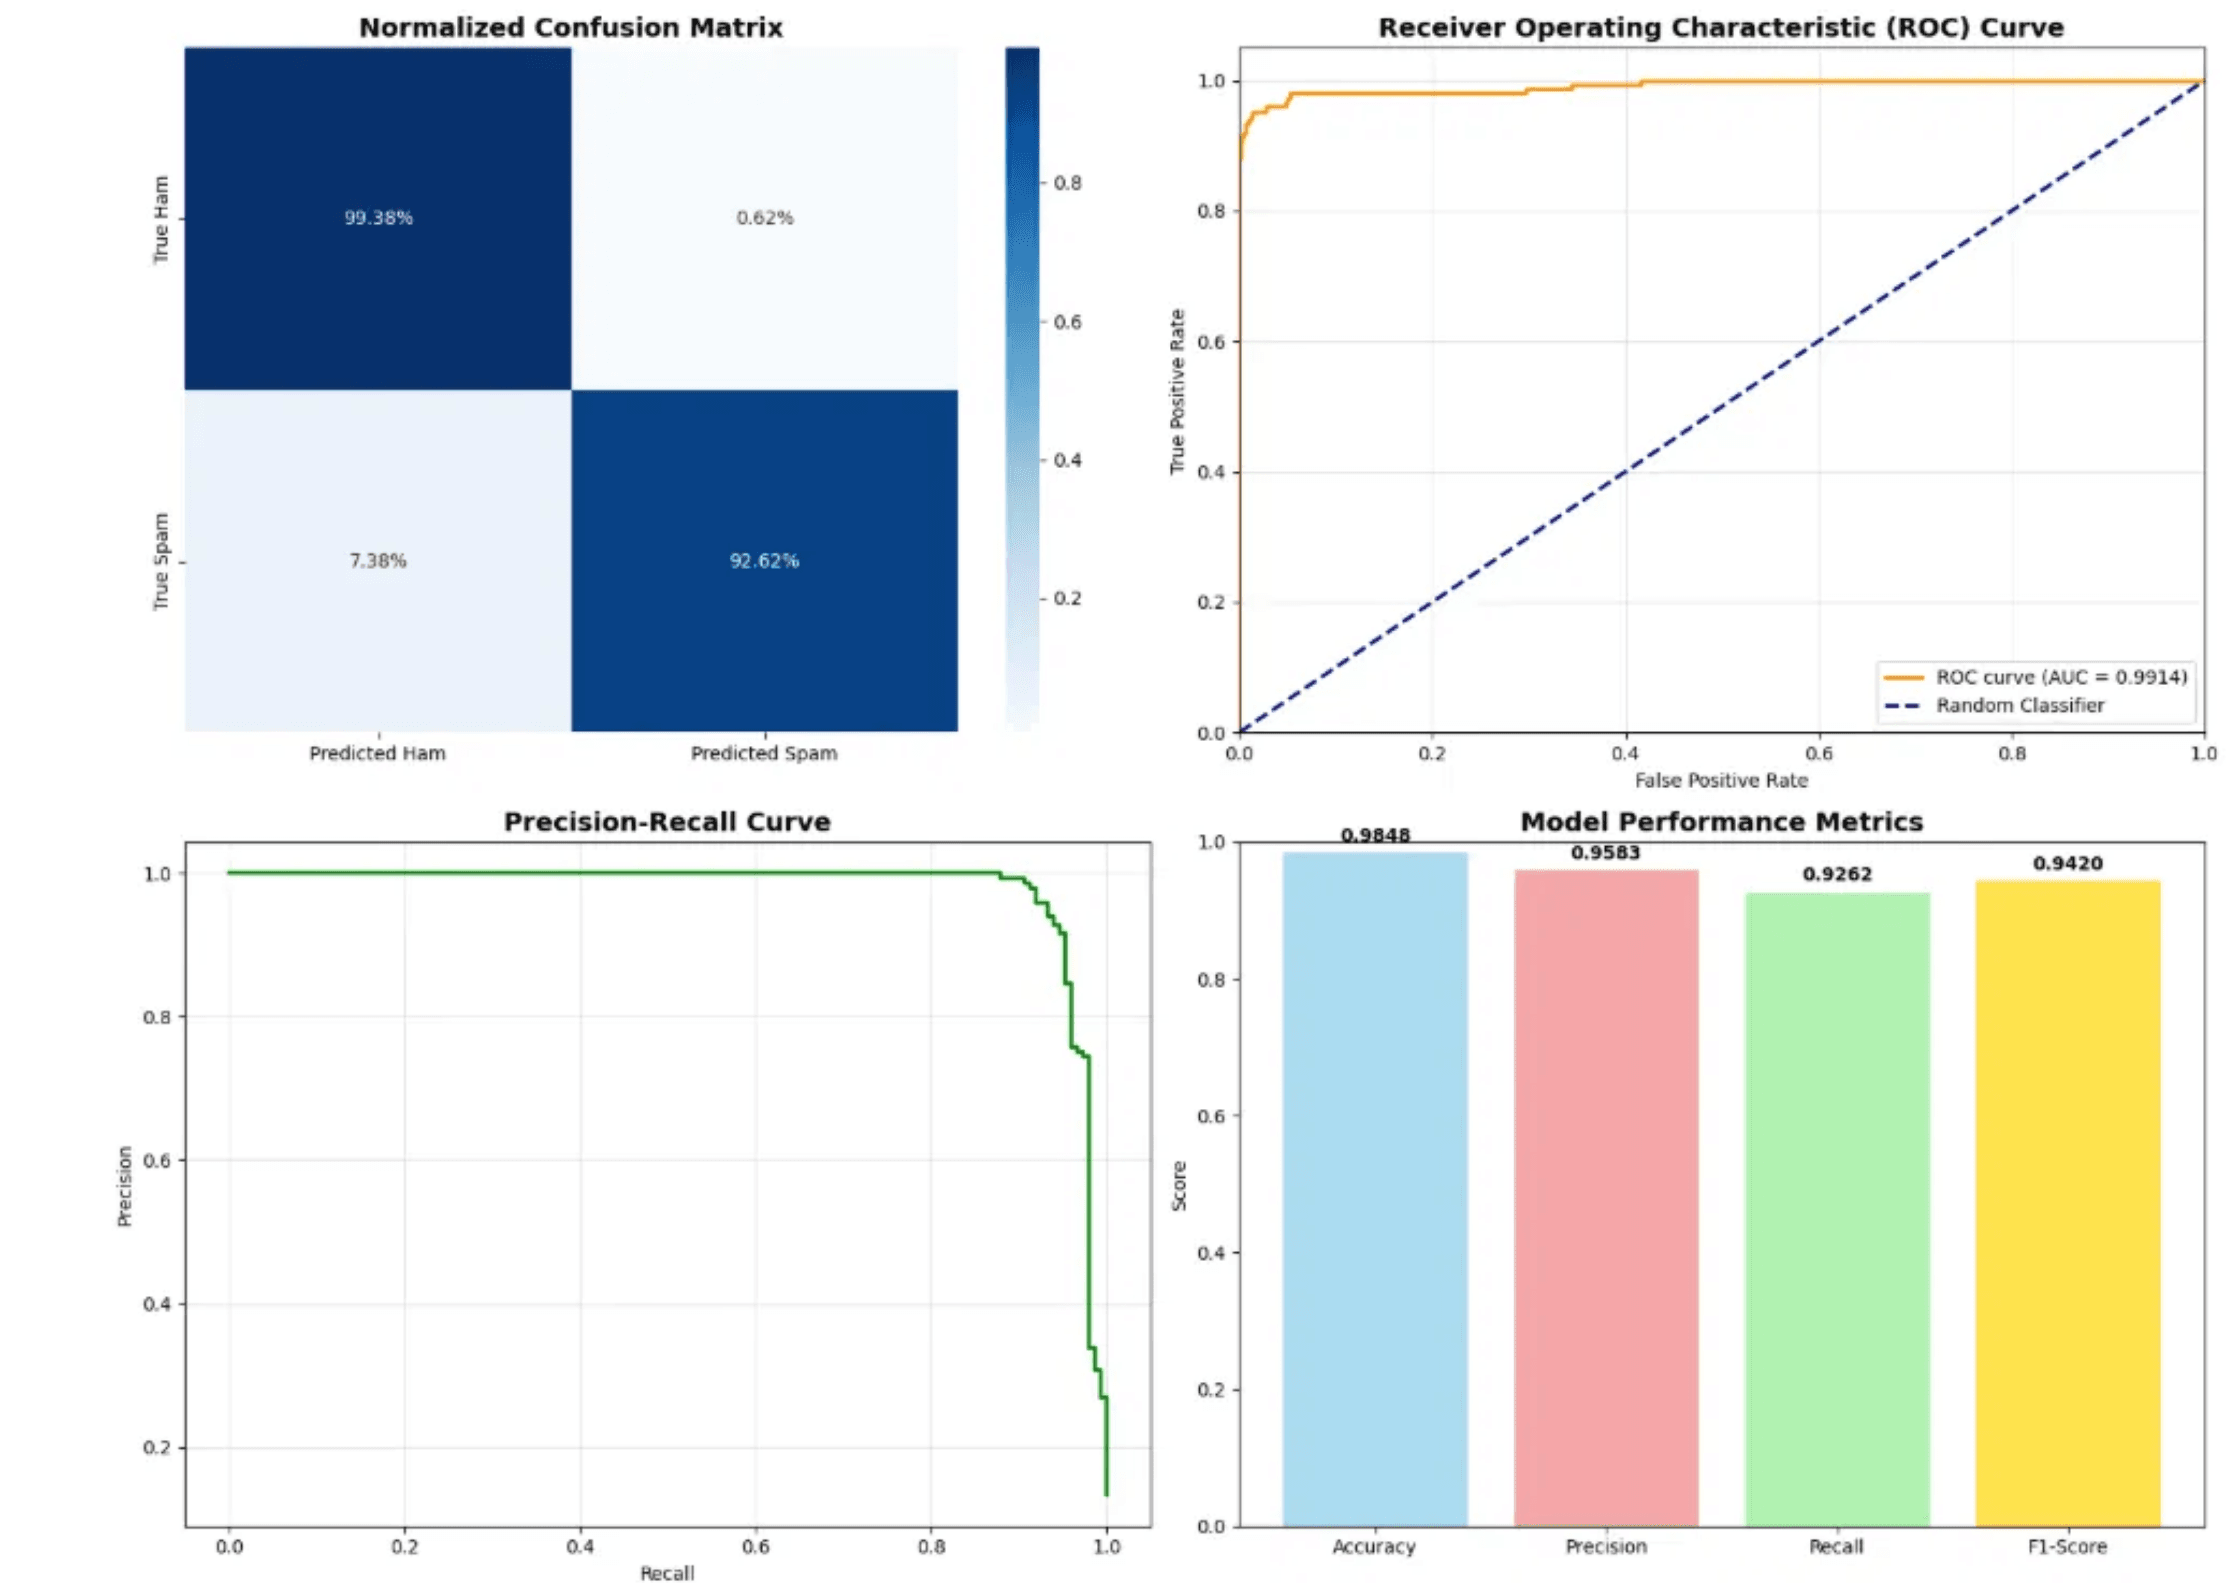 Normalized Confusion Matrix
True Ham
True Spam
99.38%
0.62%
7.38%
92.62%
Predicted Ham
Predicted Spam
0.8
0.6
0.4
0.2
Receiver Operating Characteristic (ROC) Curve
True Positive Rate
1.0
0.8
0.6
0.4
0.2
0.0
ROC curve (AUC = 0.9914)
Random Classifier
0.0
0.2
0.4
0.6
0.8
1.0
False Positive Rate
Precision-Recall Curve
Precision
1.0
0.8
0.6
0.4
0.2
0.0
0.2
0.4
0.6
0.8
1.0
Recall
Model Performance Metrics
Score
1.0
0.8
0.6
0.4
0.2
0.0
0.9848
0.9583
0.9262
0.9420
Accuracy
Precision
Recall
F1-Score